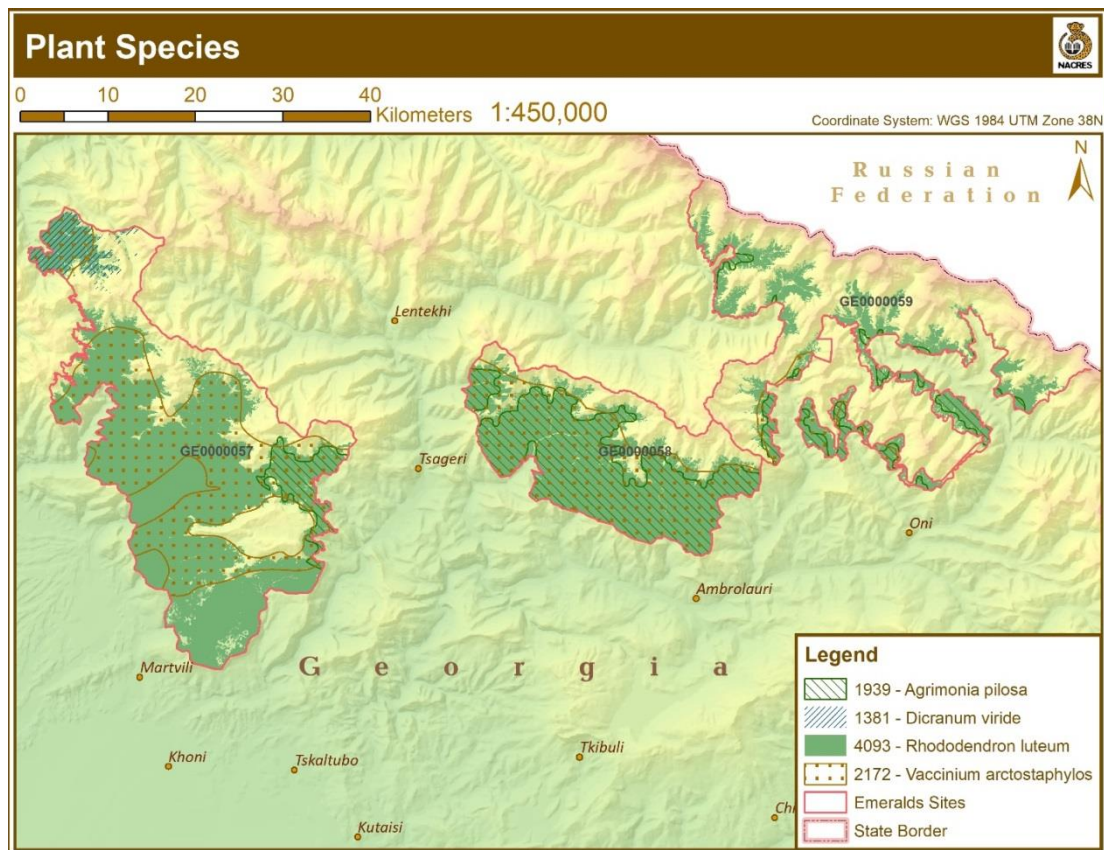 Plant Species
NACRES
0 10 20 30 40
Kilometers 1:450,000
Coordinate System: WGS 1984 UTM Zone 38N
N
Russian
Federation
GE0000059
Lentekhi
GE0000057
Tsageri
GE0000058
Oni
Ambrolauri
Georgia
Martvili
Khoni
Tskaltubo
Tkibuli
Kutaisi
Legend
1939 - Agrimonia pilosa
1381 - Dicranum viride
4093 - Rhododendron luteum
2172 - Vaccinium arctostaphylos
Emeralds Sites
State Border